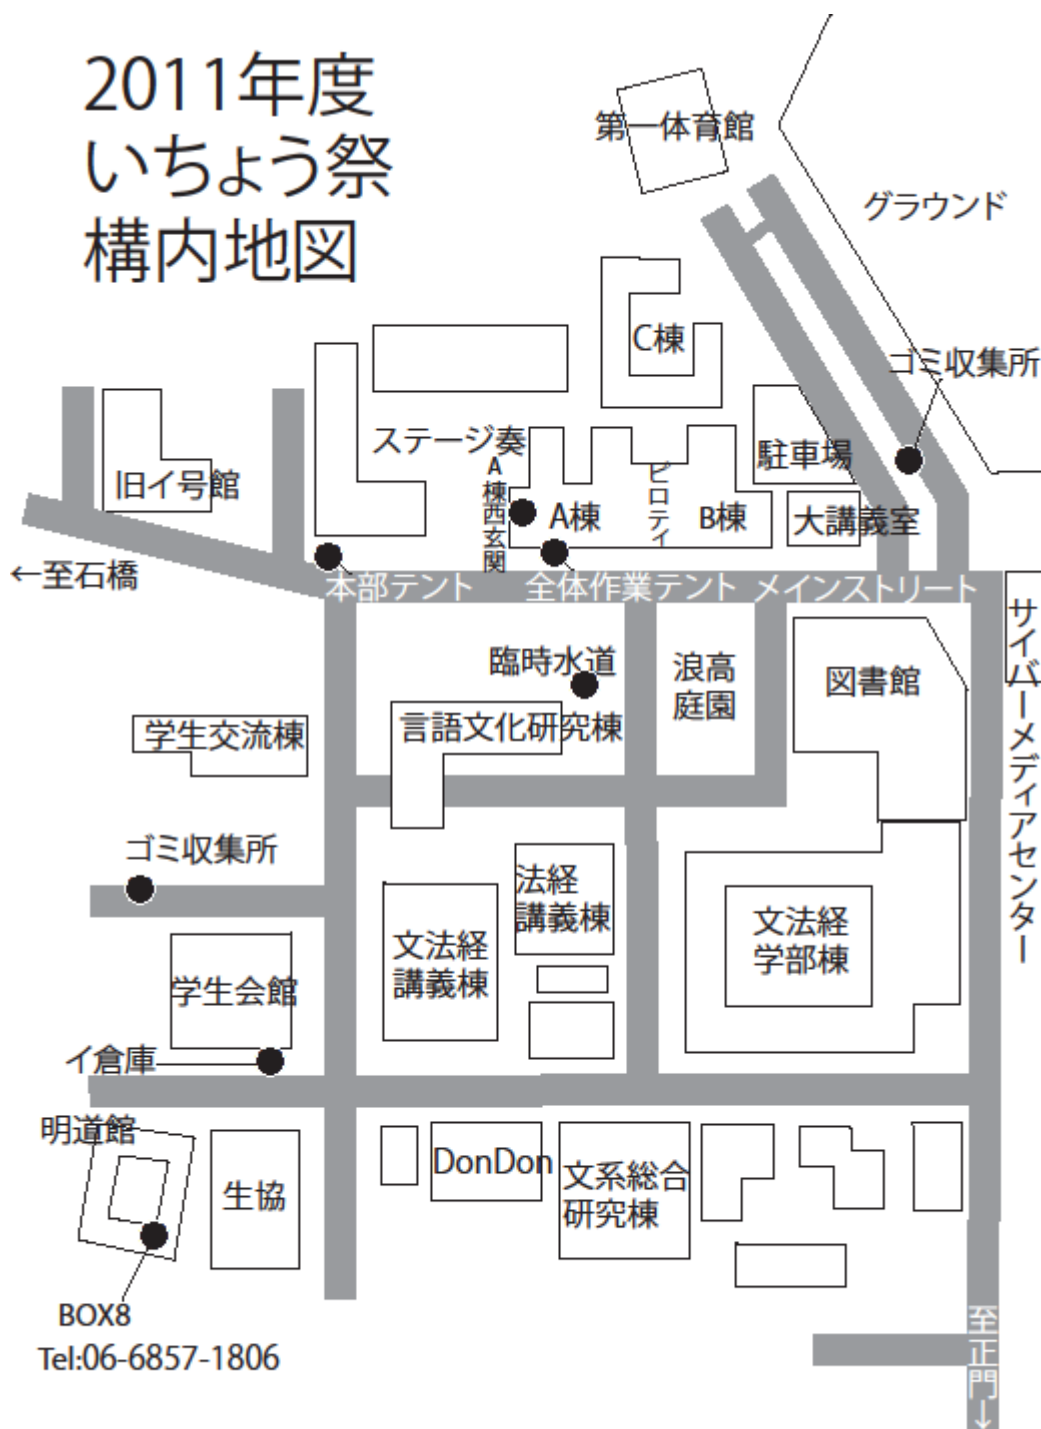 2011年度
いちょう祭
構内地図
第一体育館
グラウンド
C棟
ゴミ収集所
ステージ奏
駐車場
旧イ号館
A棟西玄関
A棟
ピロティ
B棟
大講義室
←至石橋
本部テント
全体作業テント
メインストリート
サイバーメディアセンター
臨時水道
浪高
庭園
図書館
言語文化研究棟
学生交流棟
ゴミ収集所
法経
講義棟
文法経
講義棟
文法経
学部棟
学生会館
イ倉庫
明道館
生協
DonDon
文系総合
研究棟
BOX8
Tel:06-6857-1806
至正門↓